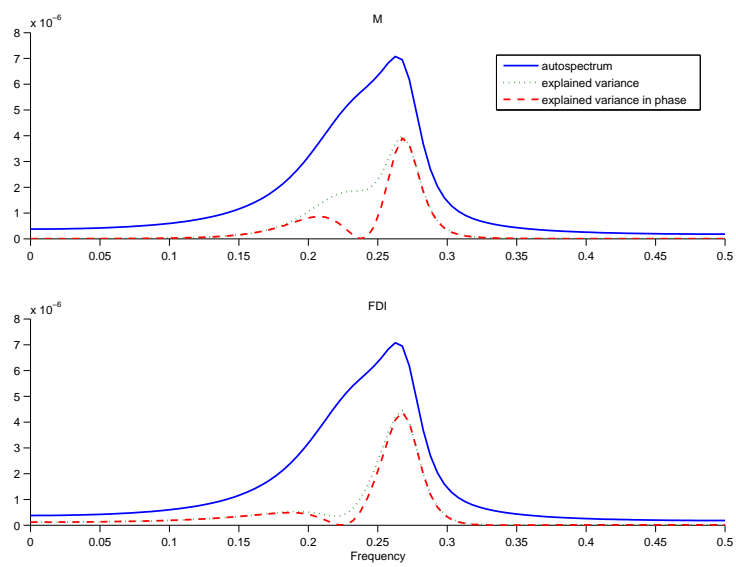 M
x 10⁻⁶
8
7
6
5
4
3
2
1
0
0 0.05 0.1 0.15 0.2 0.25 0.3 0.35 0.4 0.45 0.5
autospectrum
explained variance
explained variance in phase
FDI
x 10⁻⁶
8
7
6
5
4
3
2
1
0
0 0.05 0.1 0.15 0.2 0.25 0.3 0.35 0.4 0.45 0.5
Frequency